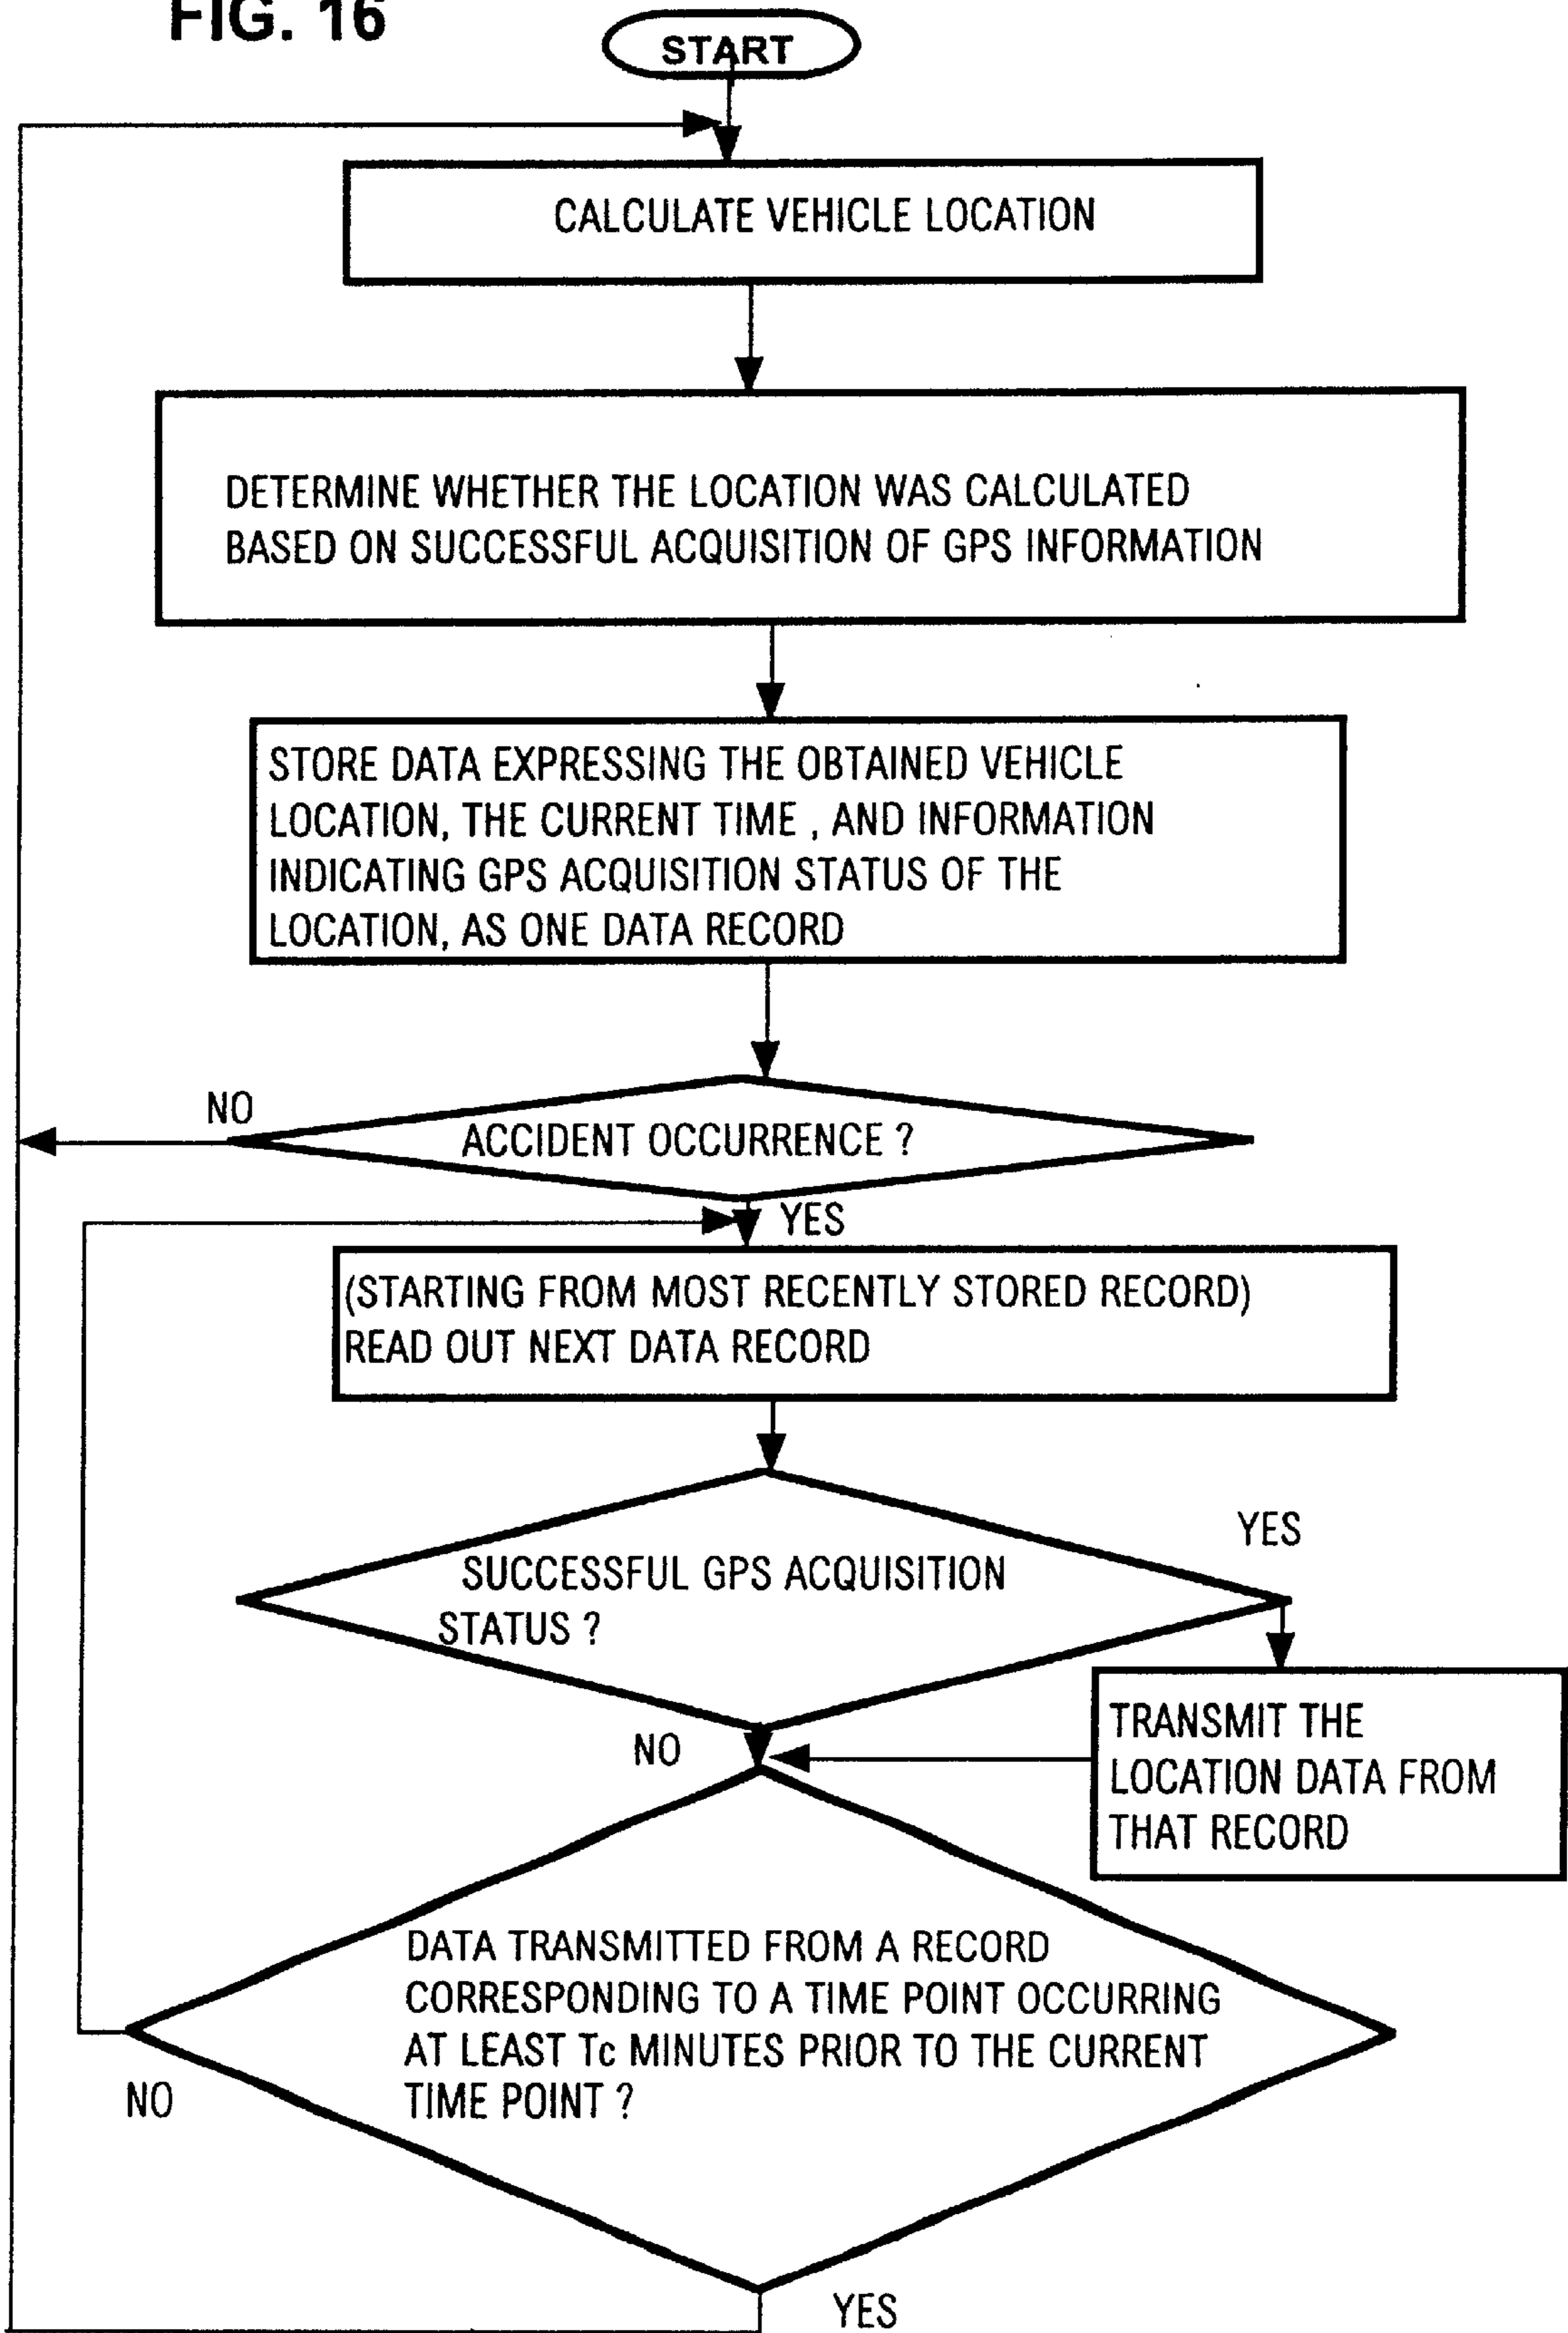 FIG. 16
START
CALCULATE VEHICLE LOCATION
DETERMINE WHETHER THE LOCATION WAS CALCULATED
BASED ON SUCCESSFUL ACQUISITION OF GPS INFORMATION
STORE DATA EXPRESSING THE OBTAINED VEHICLE
LOCATION, THE CURRENT TIME , AND INFORMATION
INDICATING GPS ACQUISITION STATUS OF THE
LOCATION, AS ONE DATA RECORD
NO
ACCIDENT OCCURRENCE ?
YES
(STARTING FROM MOST RECENTLY STORED RECORD)
READ OUT NEXT DATA RECORD
YES
SUCCESSFUL GPS ACQUISITION
STATUS ?
NO
TRANSMIT THE
LOCATION DATA FROM
THAT RECORD
DATA TRANSMITTED FROM A RECORD
CORRESPONDING TO A TIME POINT OCCURRING
AT LEAST Tc MINUTES PRIOR TO THE CURRENT
TIME POINT ?
NO
YES